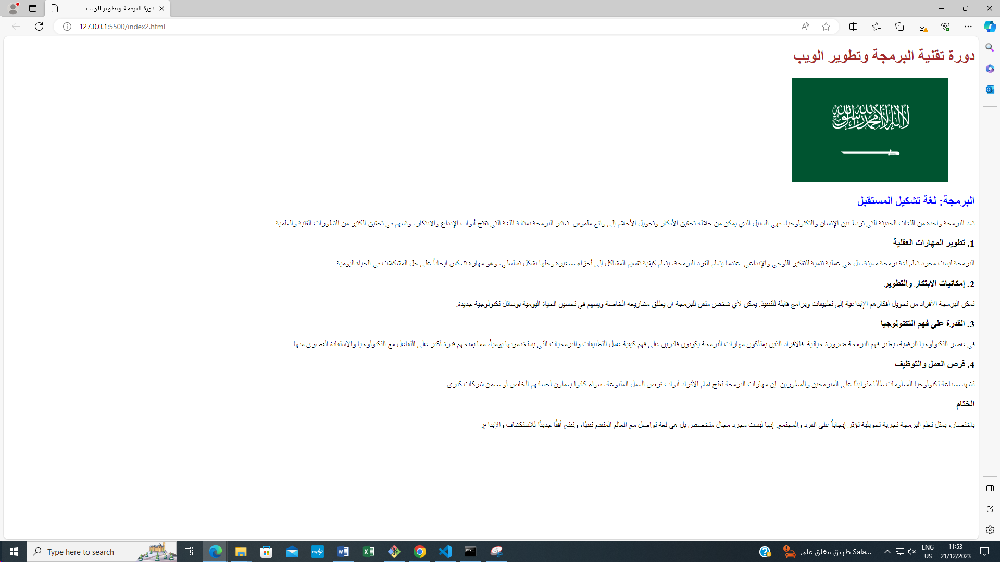 دورة البرمجة وتطوير الويب
127.0.0.1:5500/index2.html
دورة تقنية البرمجة وتطوير الويب
لا إله إلا الله محمد رسول الله
البرمجة: لغة تشكيل المستقبل
تعد البرمجة واحدة من اللغات الحديثة التي تربط بين الإنسان والتكنولوجيا، فهي السبيل الذي يمكن من خلاله تحقيق الأفكار وتحويل الأحلام إلى واقع ملموس. تعتبر البرمجة بمثابة اللغة التي تفتح أبواب الإبداع والابتكار، وتسهم في تحقيق الكثير من التطورات الفنية والعلمية.
1. تطوير المهارات العقلية
البرمجة ليست مجرد تعلم لغة برمجة معينة، بل هي عملية تنمية للتفكير اللوجي والإبداعي. عندما يتعلم الفرد البرمجة، يتعلم كيفية تقسيم المشاكل إلى أجزاء صغيرة وحلها بشكل تسلسلي، وهو مهارة تنعكس إيجاباً على حل المشكلات في الحياة اليومية.
2. إمكانيات الابتكار والتطوير
تمكن البرمجة الأفراد من تحويل أفكارهم الإبداعية إلى تطبيقات وبرامج قابلة للتنفيذ. يمكن لأي شخص متقن للبرمجة أن يطلق مشاريعه الخاصة ويسهم في تحسين الحياة اليومية بوسائل تكنولوجية جديدة.
3. القدرة على فهم التكنولوجيا
في عصر التكنولوجيا الرقمية، يعتبر فهم البرمجة ضرورة حياتية. فالأفراد الذين يمتلكون مهارات البرمجة يكونون قادرين على فهم كيفية عمل التطبيقات والبرمجيات التي يستخدمونها يومياً، مما يمنحهم قدرة أكبر على التفاعل مع التكنولوجيا والاستفادة القصوى منها.
4. فرص العمل والتوظيف
تشهد صناعة تكنولوجيا المعلومات طلبًا متزايدًا على المبرمجين والمطورين. إن مهارات البرمجة تفتح أمام الأفراد أبواب فرص العمل المتنوعة، سواء كانوا يعملون لحسابهم الخاص أو ضمن شركات كبرى.
الختام
باختصار، يمثل تعلم البرمجة تجربة تحويلية تؤثر إيجاباً على الفرد والمجتمع. إنها ليست مجرد مجال متخصص بل هي لغة تواصل مع العالم المتقدم تقنيًا، وتفتح أفقًا جديدًا للاستكشاف والإبداع.
Type here to search
myhp
طريق مغلق على Sala...
ENG
US
11:53
21/12/2023